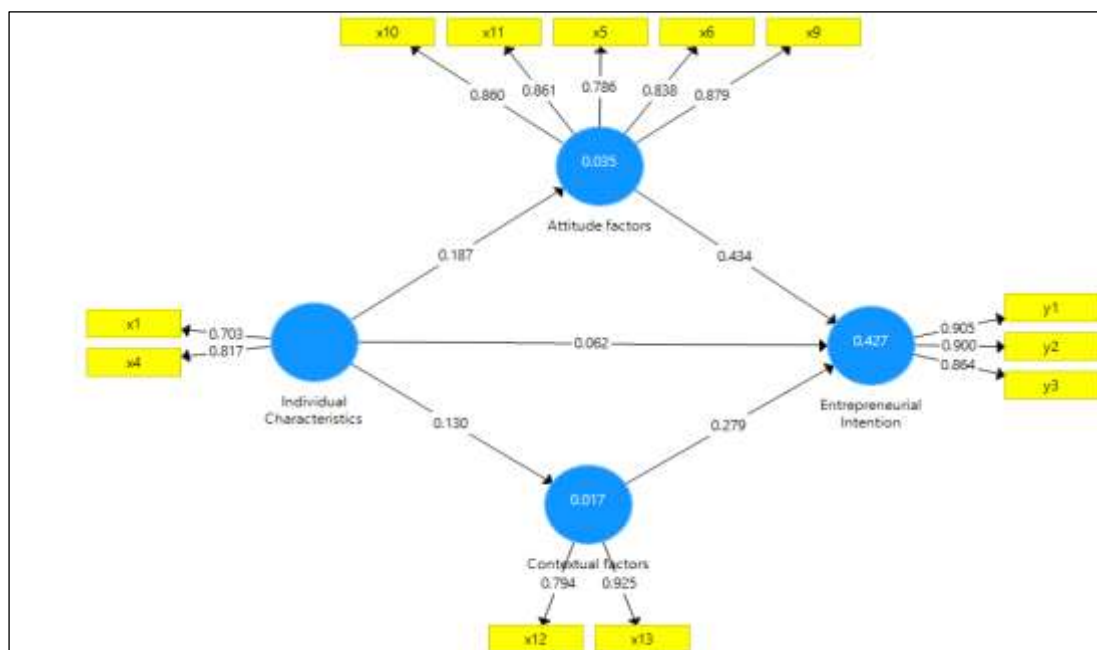 x10 x11 x5 x6 x9
0.860 0.861 0.786 0.838 0.879
0.035
Attitude factors
0.187 0.434
x1
0.703
x4
0.817
Individual
Characteristics
0.062
0.427
Entrepreneurial
Intention
y1
0.905
y2
0.900
y3
0.864
0.130 0.279
0.017
Contextual factors
0.794 0.925
x12 x13